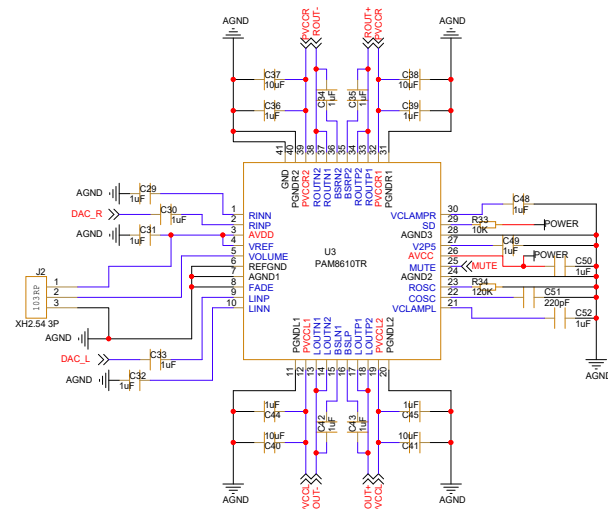 PVCCR
ROUT-
ROUT+
PVCCR
AGND
AGND
C37
10uF
C38
10uF
C34
1uF
C35
1uF
C36
1uF
C39
1uF
41
40
39
38
37
36
35
34
33
32
31
GND
PGNDR2
PVCCR2
ROUTN2
ROUTN1
BSRN2
BSRP2
ROUTP2
ROUTP1
PVCCR1
PGNDR1
AGND
C29
1uF
DAC_R
C30
1uF
AGND
C31
1uF
1
2
3
4
5
6
7
8
9
10
RINN
RINP
AVDD
VREF
VOLUME
REFGND
AGND1
FADE
LINP
LINN
U3
PAM8610TR
VCLAMPR
SD
AGND3
V2P5
AVCC
MUTE
AGND2
ROSC
COSC
VCLAMPL
30
29
28
27
26
25
24
23
22
21
C48
1uF
R33
10K
POWER
C49
1uF
POWER
MUTE
C50
1uF
R34
120K
C51
220pF
C52
1uF
AGND
J2
1
2
3
103RP
XH2.54 3P
AGND
DAC_L
C33
1uF
AGND
C32
1uF
PGNDL1
PVCCL1
LOUTN1
LOUTN2
BSLN1
BSLP
LOUTP1
LOUTP2
PVCCL2
PGNDL2
11
12
13
14
15
16
17
18
19
20
1uF
C44
1uF
C45
C42
1uF
C43
1uF
10uF
C40
10uF
C41
AGND
AGND
VCCL
OUT-
OUT+
VCCL